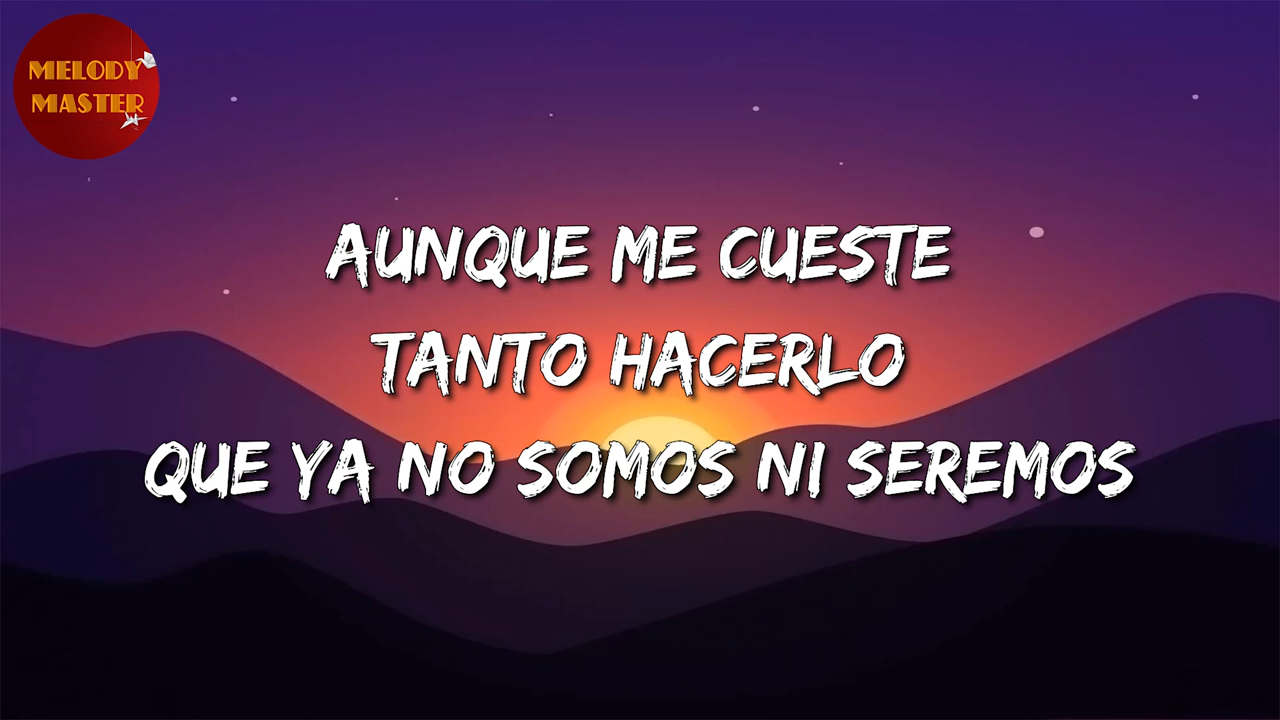 MELODY
MASTER
AUNQUE ME CUESTE
TANTO HACERLO
QUE YA NO SOMOS NI SEREMOS